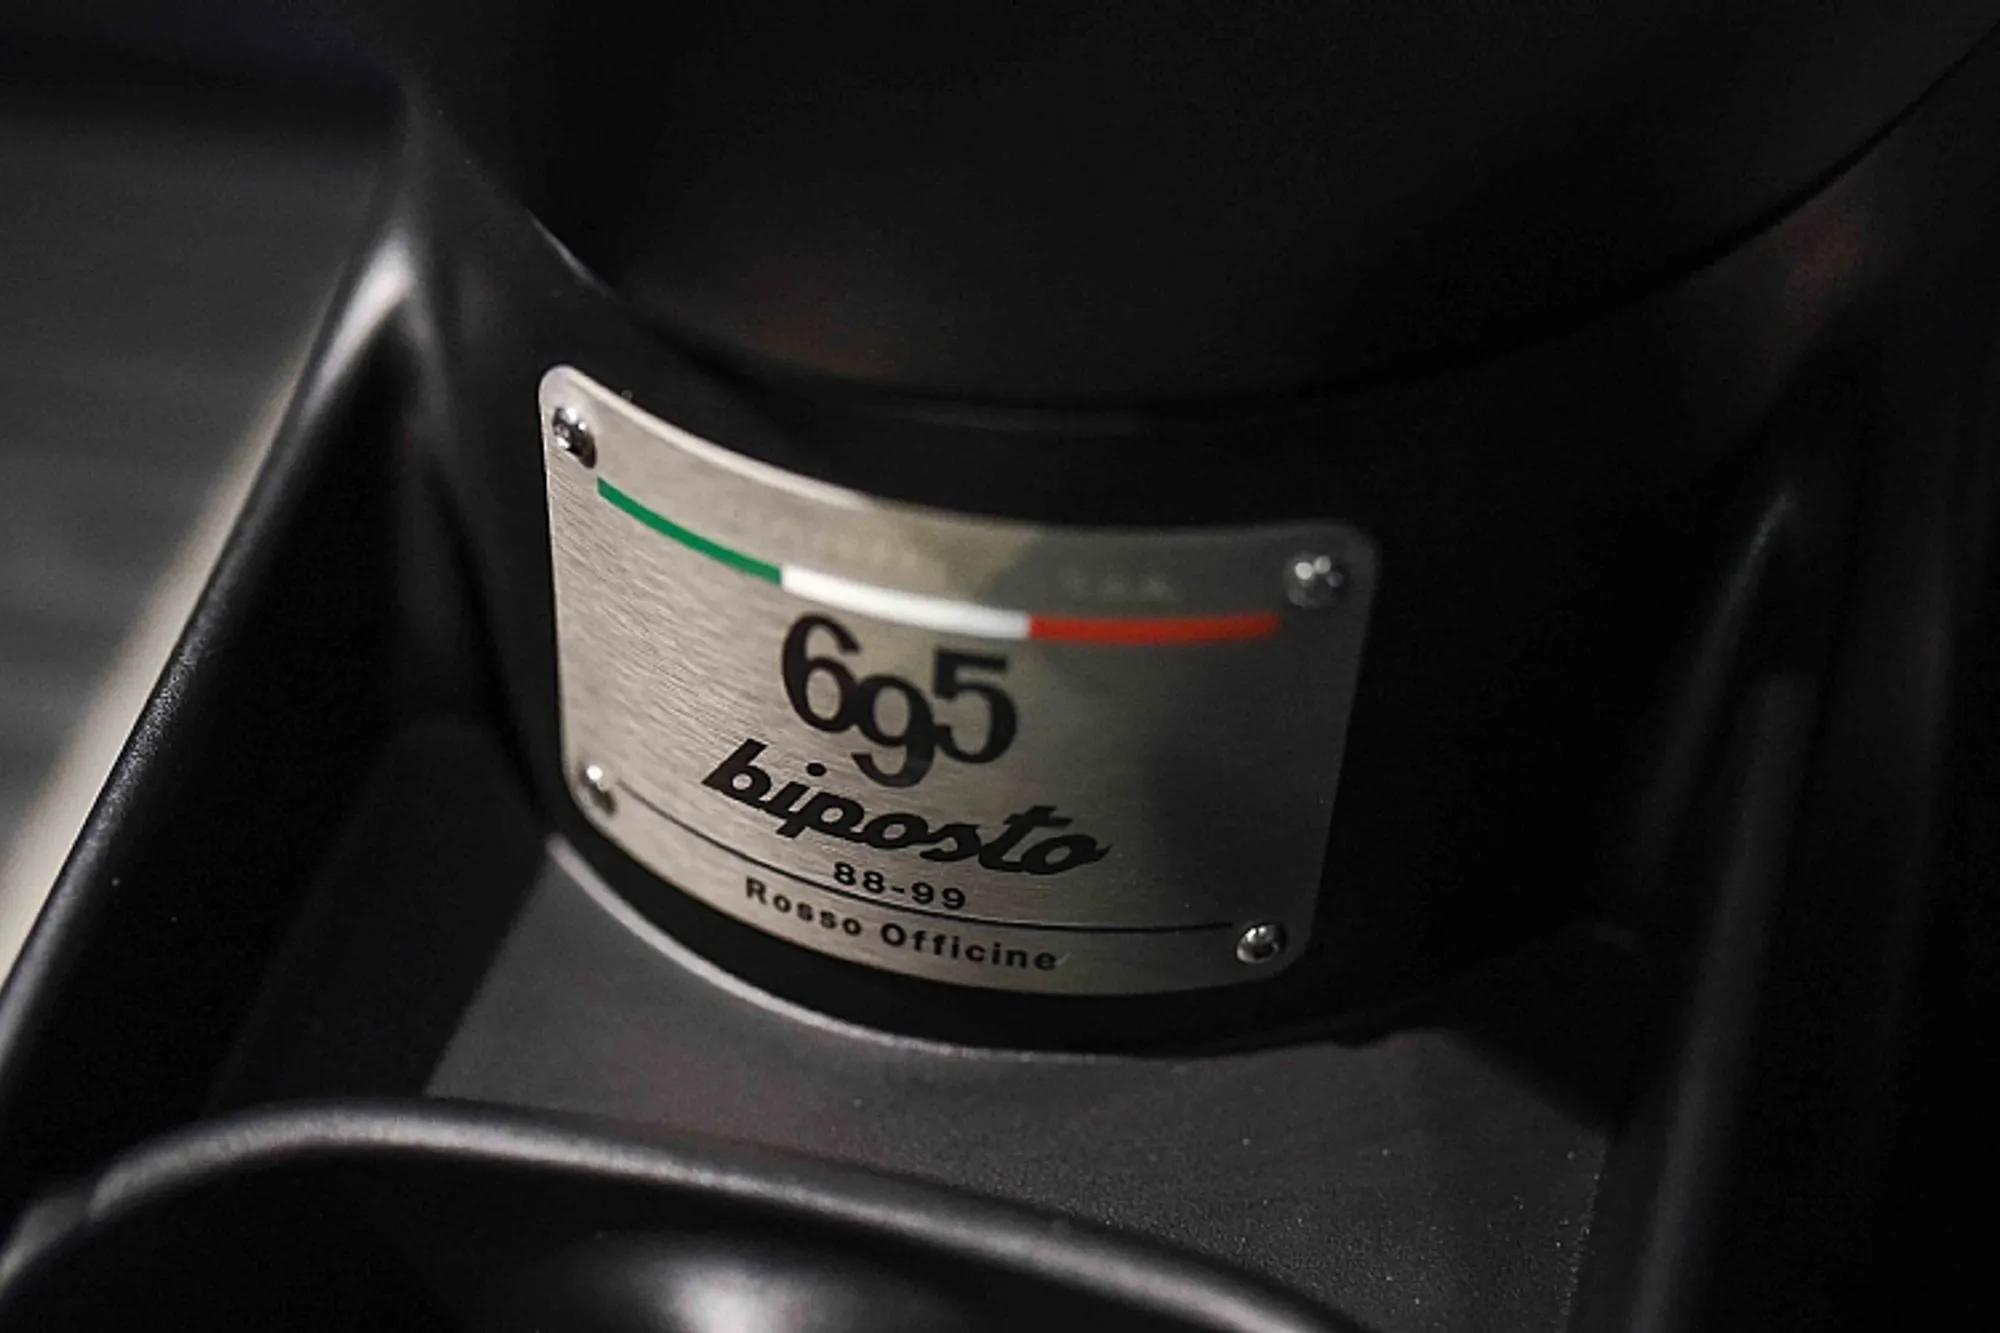 695
biposto
88-99
Rosso Officine